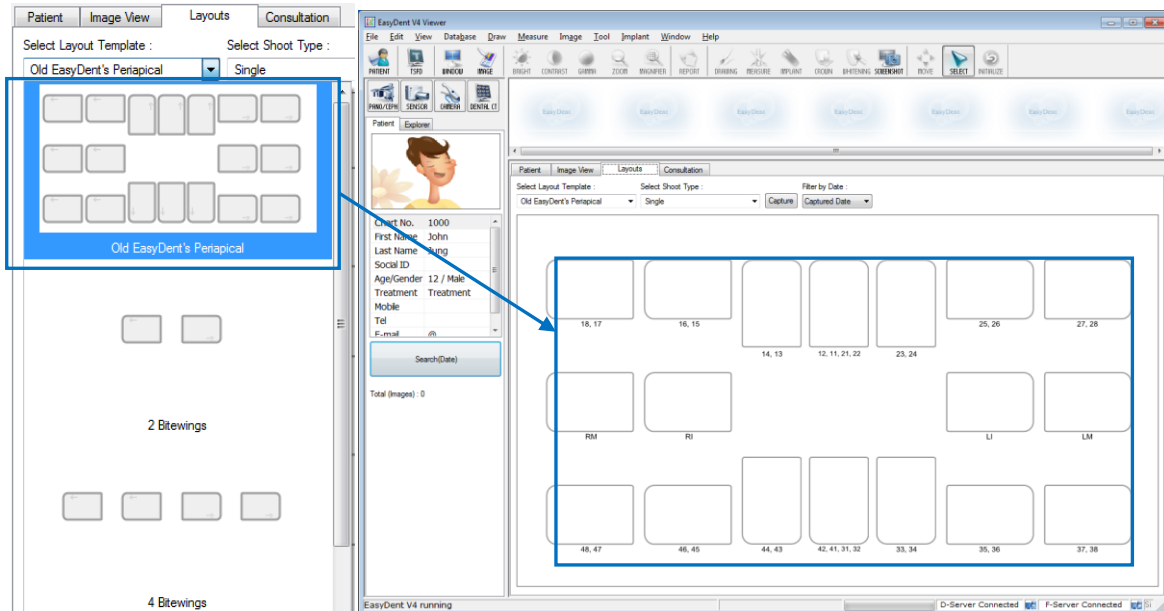 Patient Image View Layouts Consultation
Select Layout Template : Select Shoot Type :
Old EasyDent's Periapical Single
Old EasyDent's Periapical
2 Bitewings
4 Bitewings
EasyDent V4 Viewer
File Edit View Database Draw Measure Image Tool Implant Window Help
PATIENT TSFD WINDOW IMAGE BRIGHT CONTRAST GAMMA ZOOM MAGNIFIER REPORT DRAWING MEASURE IMPLANT CROWN WHITENING SCREENSHOT MOVE SELECT INITIALIZE
PANO/CEPH SENSOR CAMERA DENTAL CT
EasyDent EasyDent EasyDent EasyDent EasyDent EasyDent EasyDent
Patient Explorer
Patient Image View Layouts Consultation
Select Layout Template : Select Shoot Type : Filter by Date :
Old EasyDent's Periapical Single Capture Captured Date
Chart No. 1000
First Name John
Last Name Jung
Social ID
Age/Gender 12 / Male
Treatment Treatment
Mobile
Tel
E-mail @
Search(Date)
Total (Images) : 0
18, 17 16, 15 14, 13 12, 11, 21, 22 23, 24 25, 26 27, 28
RM RI LI LM
48, 47 46, 45 44, 43 42, 41, 31, 32 33, 34 35, 36 37, 38
EasyDent V4 running D-Server Connected F-Server Connected